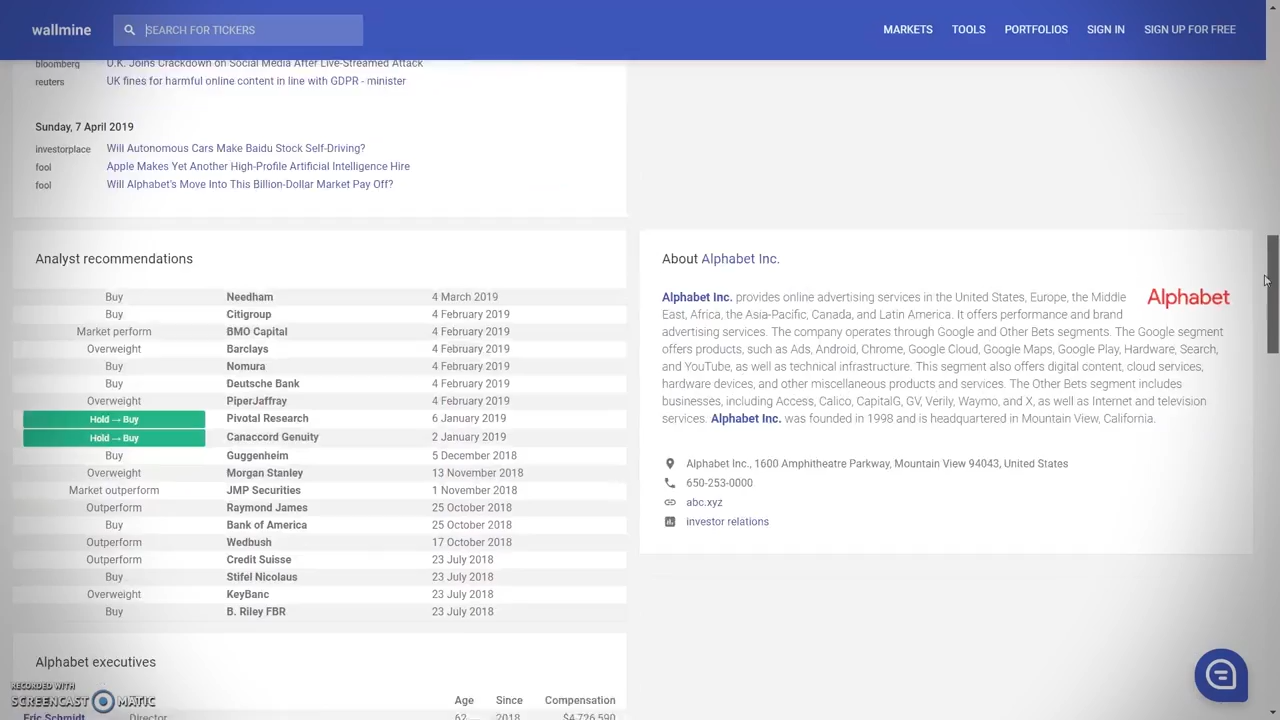 wallmine
SEARCH FOR TICKERS
MARKETS TOOLS PORTFOLIOS SIGN IN SIGN UP FOR FREE
bloomberg U.K. Joins Crackdown on Social Media After Live-Streamed Attack
reuters UK fines for harmful online content in line with GDPR - minister
Sunday, 7 April 2019
investorplace Will Autonomous Cars Make Baidu Stock Self-Driving?
fool Apple Makes Yet Another High-Profile Artificial Intelligence Hire
fool Will Alphabet's Move Into This Billion-Dollar Market Pay Off?
Analyst recommendations
Buy Needham 4 March 2019
Buy Citigroup 4 February 2019
Market perform BMO Capital 4 February 2019
Overweight Barclays 4 February 2019
Buy Nomura 4 February 2019
Buy Deutsche Bank 4 February 2019
Overweight PiperJaffray 4 February 2019
Hold → Buy Pivotal Research 6 January 2019
Hold → Buy Canaccord Genuity 2 January 2019
Buy Guggenheim 5 December 2018
Overweight Morgan Stanley 13 November 2018
Market outperform JMP Securities 1 November 2018
Outperform Raymond James 25 October 2018
Buy Bank of America 25 October 2018
Outperform Wedbush 17 October 2018
Outperform Credit Suisse 23 July 2018
Buy Stifel Nicolaus 23 July 2018
Overweight KeyBanc 23 July 2018
Buy B. Riley FBR 23 July 2018
About Alphabet Inc.
Alphabet
Alphabet Inc. provides online advertising services in the United States, Europe, the Middle
East, Africa, the Asia-Pacific, Canada, and Latin America. It offers performance and brand
advertising services. The company operates through Google and Other Bets segments. The Google segment
offers products, such as Ads, Android, Chrome, Google Cloud, Google Maps, Google Play, Hardware, Search,
and YouTube, as well as technical infrastructure. This segment also offers digital content, cloud services,
hardware devices, and other miscellaneous products and services. The Other Bets segment includes
businesses, including Access, Calico, CapitalG, GV, Verily, Waymo, and X, as well as Internet and television
services. Alphabet Inc. was founded in 1998 and is headquartered in Mountain View, California.
Alphabet Inc., 1600 Amphitheatre Parkway, Mountain View 94043, United States
650-253-0000
abc.xyz
investor relations
Alphabet executives
Age Since Compensation
Eric Schmidt Director 62 2018 $4,726,590
RECORDED WITH
SCREENCAST MATIC